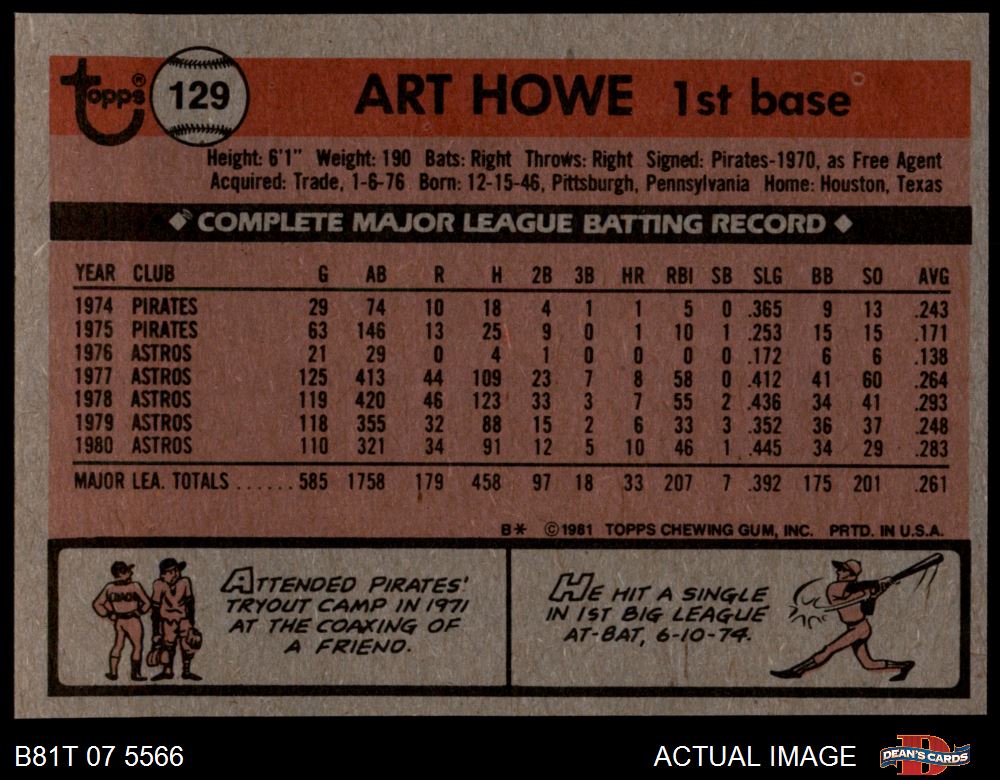 topps® 129 ART HOWE 1st base
Height: 6'1" Weight: 190 Bats: Right Throws: Right Signed: Pirates-1970, as Free Agent
Acquired: Trade, 1-6-76 Born: 12-15-46, Pittsburgh, Pennsylvania Home: Houston, Texas
COMPLETE MAJOR LEAGUE BATTING RECORD
YEAR CLUB G AB R H 2B 3B HR RBI SB SLG BB SO AVG
1974 PIRATES 29 74 10 18 4 1 1 5 0 .365 9 13 .243
1975 PIRATES 63 146 13 25 9 0 1 10 1 .253 15 15 .171
1976 ASTROS 21 29 0 4 1 0 0 0 0 .172 6 6 .138
1977 ASTROS 125 413 44 109 23 7 8 58 0 .412 41 60 .264
1978 ASTROS 119 420 46 123 33 3 7 55 2 .436 34 41 .293
1979 ASTROS 118 355 32 88 15 2 6 33 3 .352 36 37 .248
1980 ASTROS 110 321 34 91 12 5 10 46 1 .445 34 29 .283
MAJOR LEA. TOTALS ...... 585 1758 179 458 97 18 33 207 7 .392 175 201 .261
B* ©1981 TOPPS CHEWING GUM, INC. PRTD. IN U.S.A.
ATTENDED PIRATES'
TRYOUT CAMP IN 1971
AT THE COAXING OF
A FRIEND.
HE HIT A SINGLE
IN 1ST BIG LEAGUE
AT-BAT, 6-10-74.
B81T 07 5566
ACTUAL IMAGE
DEAN'S CARDS